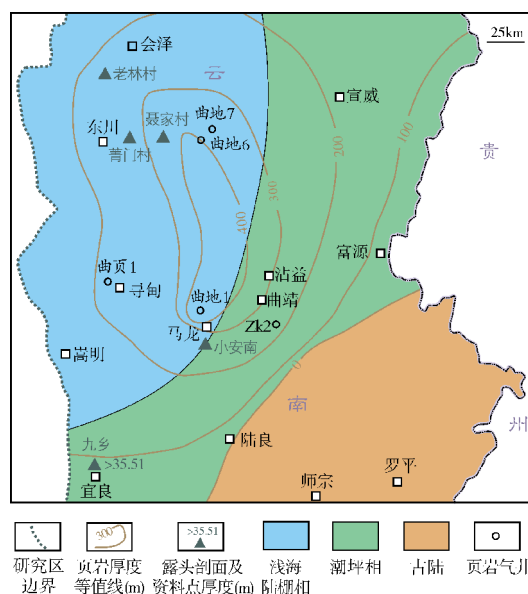 25km
会泽
云
老林村
宣威
100
聂家村
曲地7
东川
曲地6
贵
菁门村
200
300
400
富源
沾益
曲页1
寻甸
曲靖
曲地1
Zk2
马龙
小安南
嵩明
0
南
州
九乡
陆良
>35.51
宜良
罗平
师宗
300
>35.51
研究区
边界
页岩厚度
等值线(m)
露头剖面及
资料点厚度(m)
浅海
陆棚相
潮坪相
古陆
页岩气井